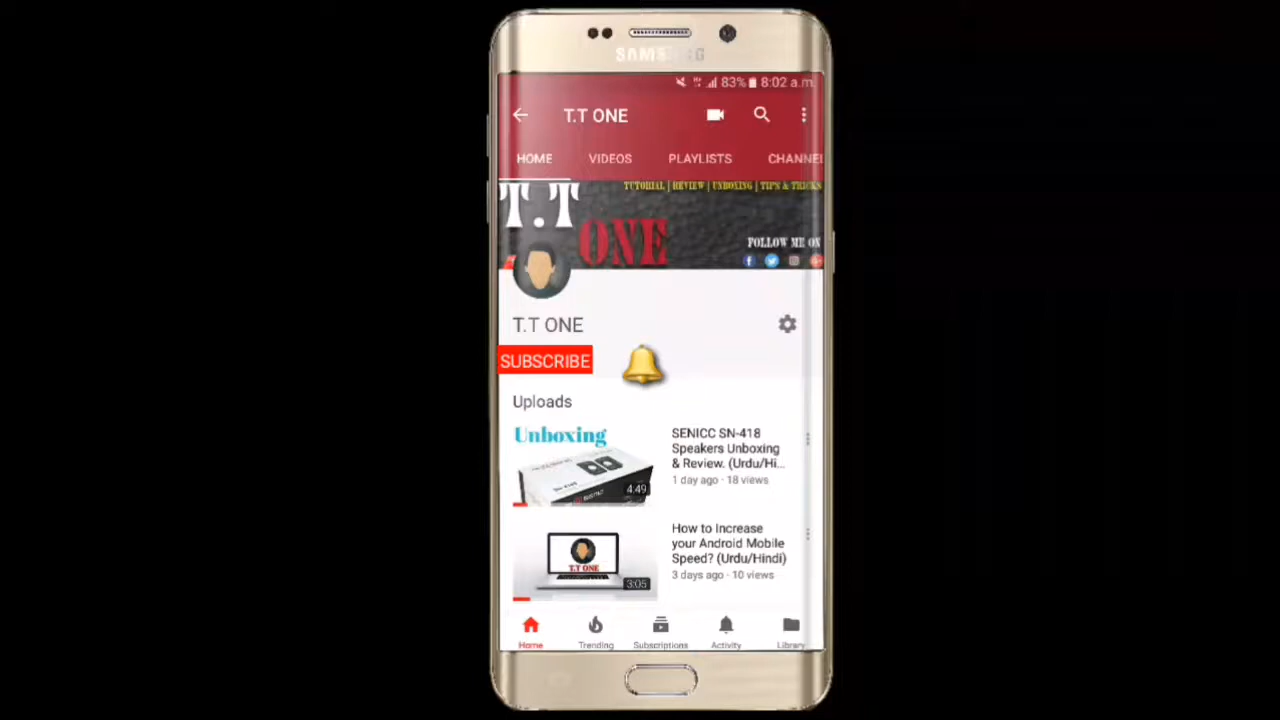 SAMSUNG
83% 8:02 a.m.
T.T ONE
HOME VIDEOS PLAYLISTS CHANNEL
TUTORIAL | REVIEW | UNBOXING | TIPS & TRICKS
T.T
ONE
FOLLOW ME ON
T.T ONE
SUBSCRIBE
Uploads
Unboxing
4:49
SENICC SN-418
Speakers Unboxing
& Review. (Urdu/Hi...
1 day ago · 18 views
T.T ONE
3:05
How to Increase
your Android Mobile
Speed? (Urdu/Hindi)
3 days ago · 10 views
Home Trending Subscriptions Activity Library